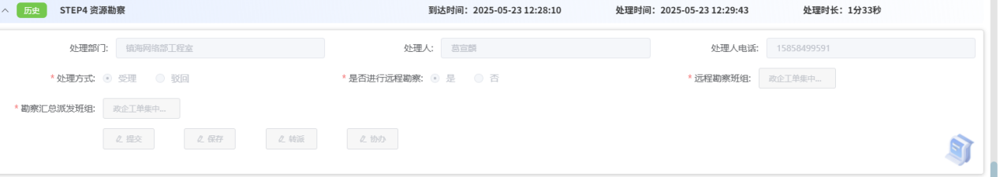 历史 STEP4 资源勘察 到达时间：2025-05-23 12:28:10 处理时间：2025-05-23 12:29:43 处理时长：1分33秒
处理部门: 镇海网络部工程室 处理人: 葛宣麟 处理人电话: 15858499591
* 处理方式: 受理 驳回 * 是否进行远程勘察: 是 否 * 远程勘察班组: 政企工单集中...
* 勘察汇总派发班组: 政企工单集中...
提交 保存 转派 协办